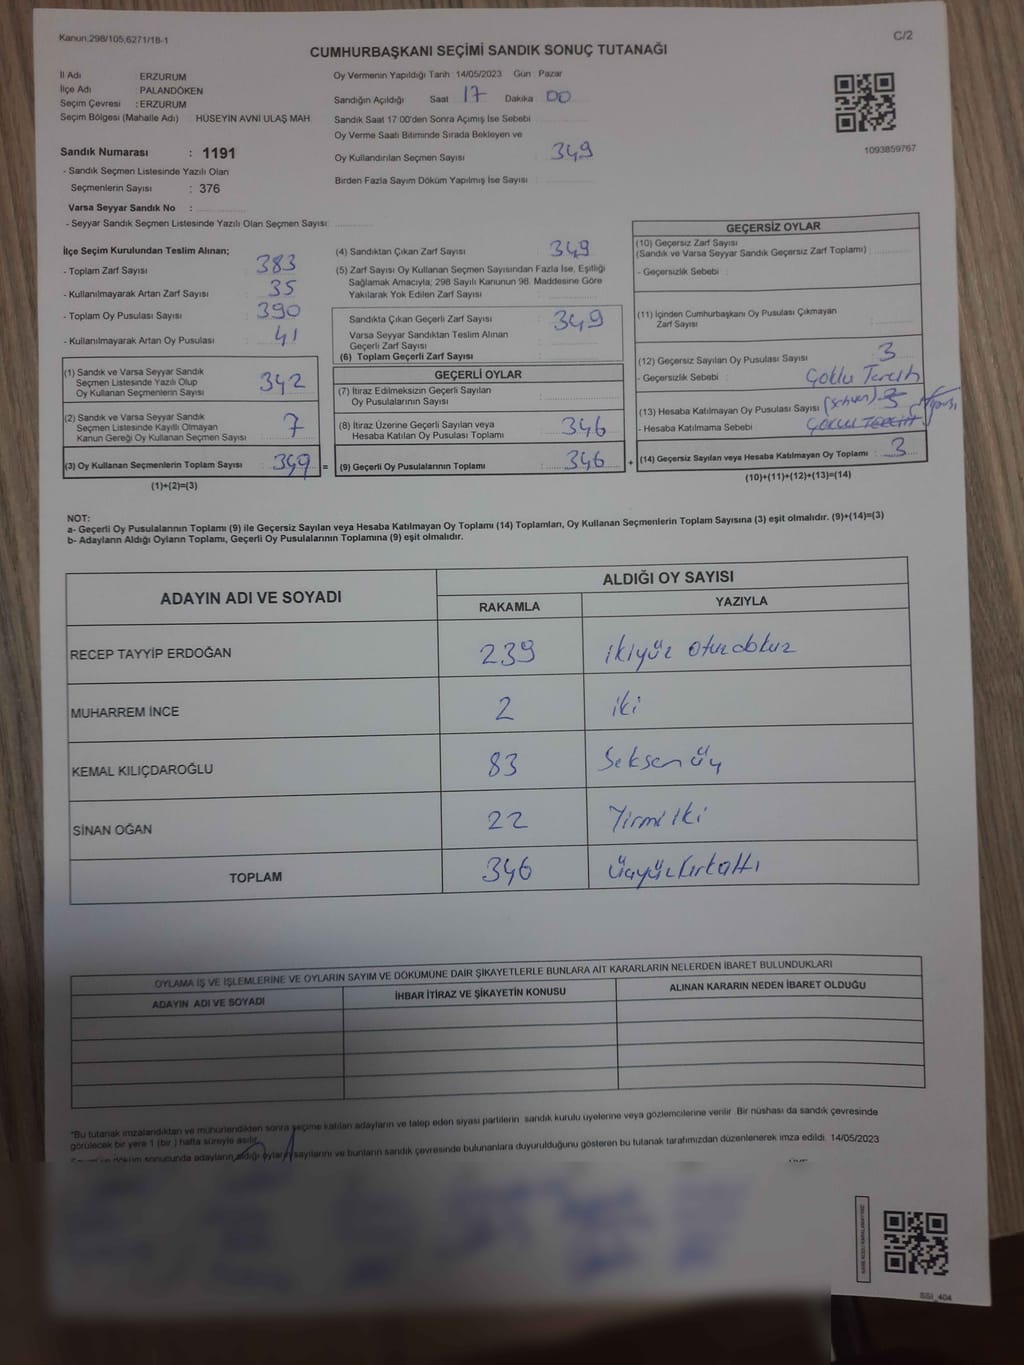 Kanun.298/105,6271/18-1
C/2
CUMHURBAŞKANI SEÇİMİ SANDIK SONUÇ TUTANAĞI
İl Adı : ERZURUM
İlçe Adı : PALANDÖKEN
Seçim Çevresi : ERZURUM
Seçim Bölgesi (Mahalle Adı) : HÜSEYİN AVNİ ULAŞ MAH
Sandık Numarası : 1191
- Sandık Seçmen Listesinde Yazılı Olan
Seçmenlerin Sayısı : 376
Varsa Seyyar Sandık No :
- Seyyar Sandık Seçmen Listesinde Yazılı Olan Seçmen Sayısı:
Oy Vermenin Yapıldığı Tarih 14/05/2023 Gün : Pazar
Sandığın Açıldığı Saat 17 Dakika 00
Sandık Saat 17 00'den Sonra Açımış İse Sebebi :
Oy Verme Saati Bitiminde Sırada Bekleyen ve
Oy Kullandırılan Seçmen Sayısı : 349
Birden Fazla Sayım Döküm Yapılmış İse Sayısı :
1093859767
İlçe Seçim Kurulundan Teslim Alınan;
- Toplam Zarf Sayısı : 383
- Kullanılmayarak Artan Zarf Sayısı : 35
- Toplam Oy Pusulası Sayısı : 390
- Kullanılmayarak Artan Oy Pusulası : 41
(1) Sandık ve Varsa Seyyar Sandık
Seçmen Listesinde Yazılı Olup
Oy Kullanan Seçmenlerin Sayısı : 342
(2) Sandık ve Varsa Seyyar Sandık
Seçmen Listesinde Kayıtlı Olmayan
Kanun Gereği Oy Kullanan Seçmen Sayısı : 7
(3) Oy Kullanan Seçmenlerin Toplam Sayısı : 349 =
(1)+(2)=(3)
(4) Sandıktan Çıkan Zarf Sayısı : 349
(5) Zarf Sayısı Oy Kullanan Seçmen Sayısından Fazla İse, Eşitliği
Sağlamak Amacıyla; 298 Sayılı Kanunun 98. Maddesine Göre
Yakılarak Yok Edilen Zarf Sayısı :
Sandıkta Çıkan Geçerli Zarf Sayısı : 349
Varsa Seyyar Sandıktan Teslim Alınan
Geçerli Zarf Sayısı :
(6) Toplam Geçerli Zarf Sayısı :
GEÇERLİ OYLAR
(7) İtiraz Edilmeksizin Geçerli Sayılan
Oy Pusulalarının Sayısı :
(8) İtiraz Üzerine Geçerli Sayılan veya
Hesaba Katılan Oy Pusulası Toplamı : 346
(9) Geçerli Oy Pusulalarının Toplamı : 346 +
GEÇERSİZ OYLAR
(10) Geçersiz Zarf Sayısı
(Sandık ve Varsa Seyyar Sandık Geçersiz Zarf Toplamı) :
- Geçersizlik Sebebi :
(11) İçinden Cumhurbaşkanı Oy Pusulası Çıkmayan
Zarf Sayısı :
(12) Geçersiz Sayılan Oy Pusulası Sayısı : 3
- Geçersizlik Sebebi : Çoklu Tercih
(13) Hesaba Katılmayan Oy Pusulası Sayısı : (sehven) 3
- Hesaba Katılmama Sebebi : ÇOKLU TERCİH
(14) Geçersiz Sayılan veya Hesaba Katılmayan Oy Toplamı : 3
(10)+(11)+(12)+(13)=(14)
NOT:
a- Geçerli Oy Pusulalarının Toplamı (9) ile Geçersiz Sayılan veya Hesaba Katılmayan Oy Toplamı (14) Toplamları, Oy Kullanan Seçmenlerin Toplam Sayısına (3) eşit olmalıdır. (9)+(14)=(3)
b- Adayların Aldığı Oyların Toplamı, Geçerli Oy Pusulalarının Toplamına (9) eşit olmalıdır.
ADAYIN ADI VE SOYADI
ALDIĞI OY SAYISI
RAKAMLA YAZIYLA
RECEP TAYYİP ERDOĞAN 239 ikiyüz otuzdokuz
MUHARREM İNCE 2 iki
KEMAL KILIÇDAROĞLU 83 Seksen üç
SİNAN OĞAN 22 Yirmi iki
TOPLAM 346 üçyüzkırkaltı
OYLAMA İŞ VE İŞLEMLERİNE VE OYLARIN SAYIM VE DÖKÜMÜNE DAİR ŞİKAYETLERLE BUNLARA AİT KARARLARIN NELERDEN İBARET BULUNDUKLARI
ADAYIN ADI VE SOYADI İHBAR İTİRAZ VE ŞİKAYETİN KONUSU ALINAN KARARIN NEDEN İBARET OLDUĞU
*Bu tutanak imzalandıktan ve mühürlendikten sonra seçime katılan adayların ve talep eden siyasi partilerin sandık kurulu üyelerine veya gözlemcilerine verilir. Bir nüshası da sandık çevresinde
görülecek bir yere 1 (bir ) hafta süreyle asılır.
döküm sonucunda adayların aldığı oyların sayılarını ve bunların sandık çevresinde bulunanlara duyurulduğunu gösteren bu tutanak tarafımızdan düzenlenerek imza edildi. 14/05/2023
SSI_404